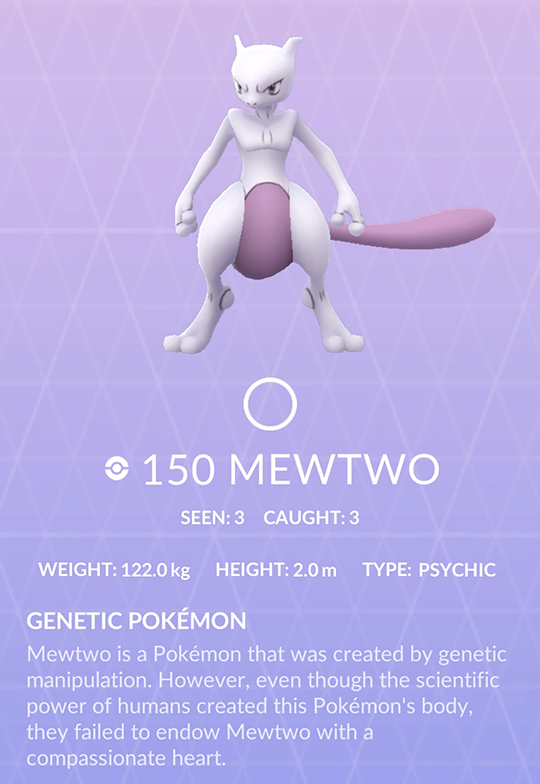 150 MEWTWO
SEEN: 3 CAUGHT: 3
WEIGHT: 122.0 kg HEIGHT: 2.0 m TYPE: PSYCHIC
GENETIC POKÉMON
Mewtwo is a Pokémon that was created by genetic
manipulation. However, even though the scientific
power of humans created this Pokémon's body,
they failed to endow Mewtwo with a
compassionate heart.